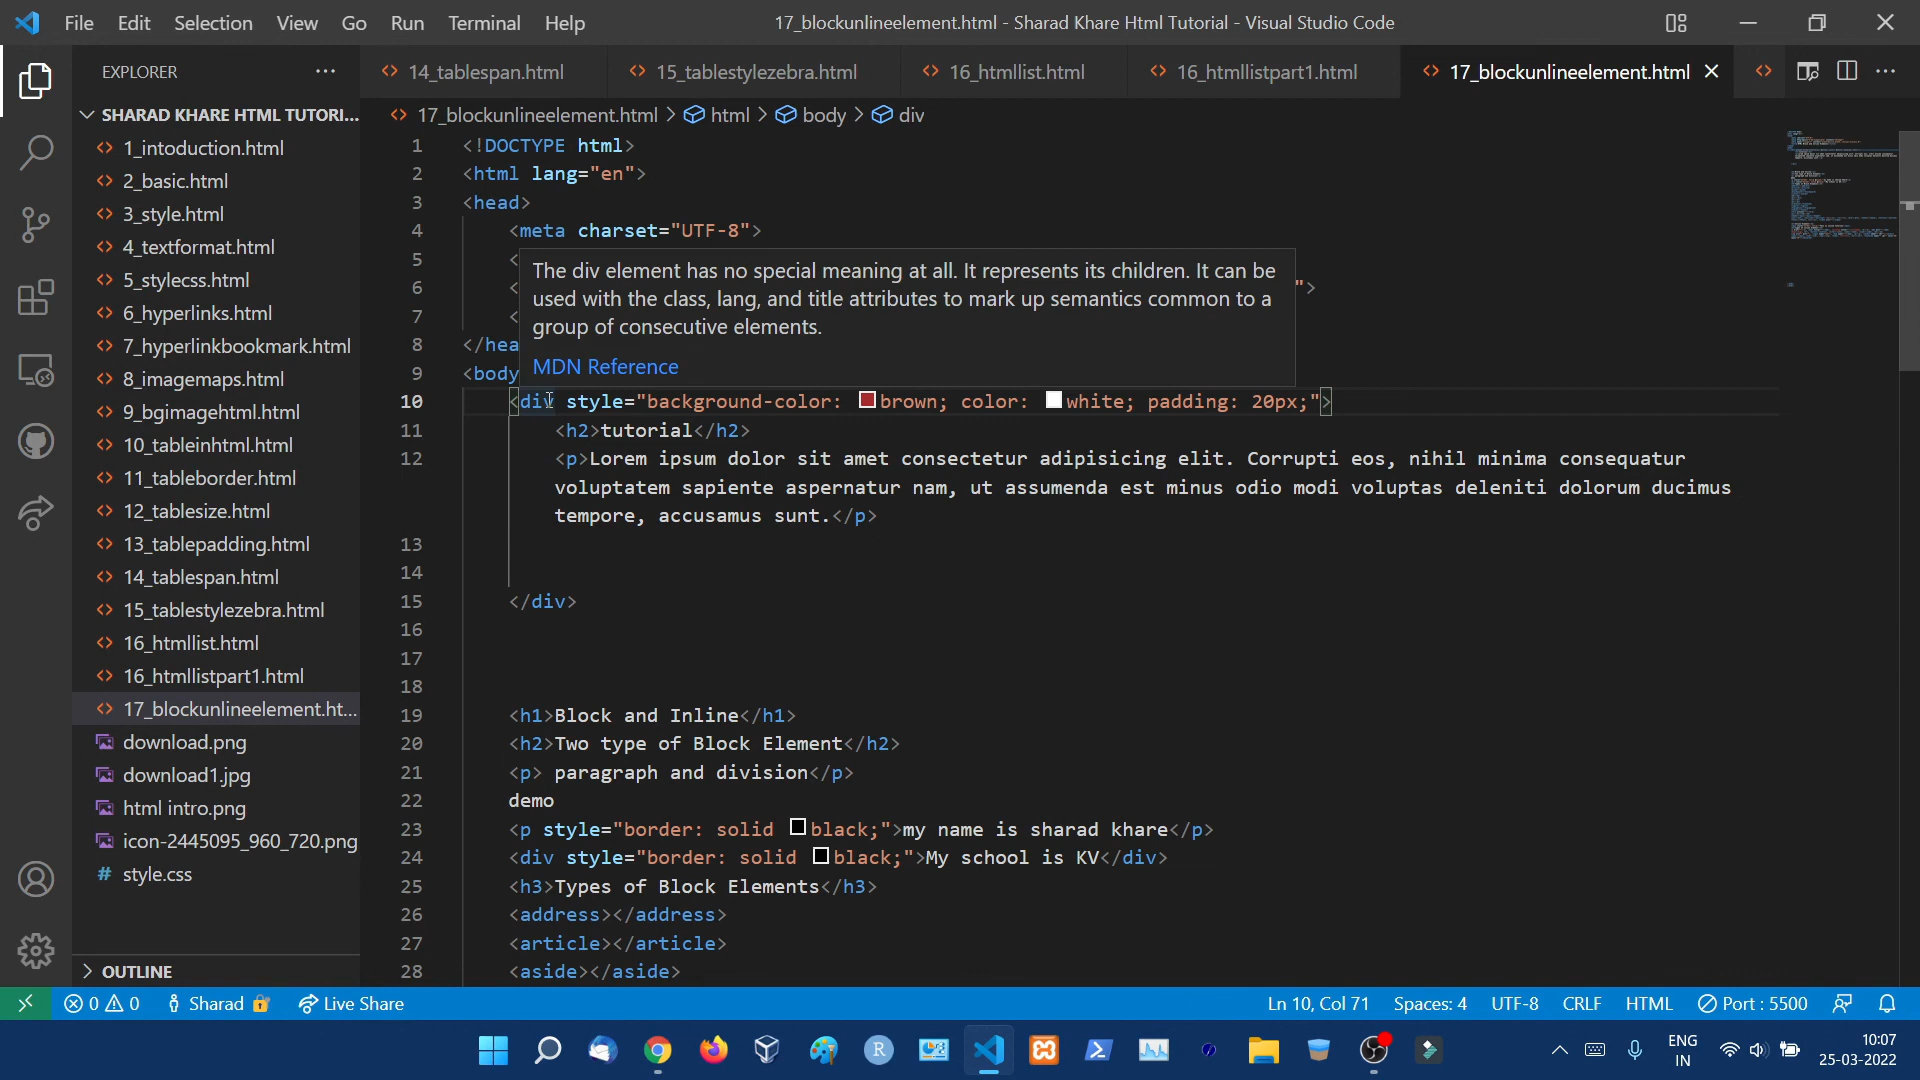 File Edit Selection View Go Run Terminal Help 17_blockunlineelement.html - Sharad Khare Html Tutorial - Visual Studio Code
EXPLORER ···
14_tablespan.html 15_tablestylezebra.html 16_htmllist.html 16_htmllistpart1.html 17_blockunlineelement.html
SHARAD KHARE HTML TUTORI...
1_intoduction.html
2_basic.html
3_style.html
4_textformat.html
5_stylecss.html
6_hyperlinks.html
7_hyperlinkbookmark.html
8_imagemaps.html
9_bgimagehtml.html
10_tableinhtml.html
11_tableborder.html
12_tablesize.html
13_tablepadding.html
14_tablespan.html
15_tablestylezebra.html
16_htmllist.html
16_htmllistpart1.html
17_blockunlineelement.ht...
download.png
download1.jpg
html intro.png
icon-2445095_960_720.png
# style.css
OUTLINE
17_blockunlineelement.html > html > body > div
1 <!DOCTYPE html>
2 <html lang="en">
3 <head>
4 <meta charset="UTF-8">
5 <
6 < ">
7 <
8 </hea
9 <body
The div element has no special meaning at all. It represents its children. It can be
used with the class, lang, and title attributes to mark up semantics common to a
group of consecutive elements.
MDN Reference
10 <div style="background-color: brown; color: white; padding: 20px;">
11 <h2>tutorial</h2>
12 <p>Lorem ipsum dolor sit amet consectetur adipisicing elit. Corrupti eos, nihil minima consequatur
voluptatem sapiente aspernatur nam, ut assumenda est minus odio modi voluptas deleniti dolorum ducimus
tempore, accusamus sunt.</p>
13
14
15 </div>
16
17
18
19 <h1>Block and Inline</h1>
20 <h2>Two type of Block Element</h2>
21 <p> paragraph and division</p>
22 demo
23 <p style="border: solid black;">my name is sharad khare</p>
24 <div style="border: solid black;">My school is KV</div>
25 <h3>Types of Block Elements</h3>
26 <address></address>
27 <article></article>
28 <aside></aside>
0 0 Sharad Live Share Ln 10, Col 71 Spaces: 4 UTF-8 CRLF HTML Port : 5500
R ENG
IN
10:07
25-03-2022